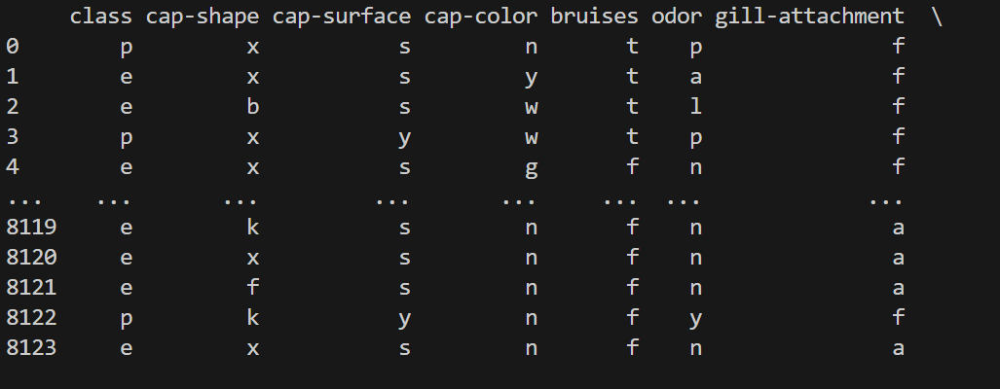 class cap-shape cap-surface cap-color bruises odor gill-attachment \
0 p x s n t p f
1 e x s y t a f
2 e b s w t l f
3 p x y w t p f
4 e x s g f n f
... ... ... ... ... ... ... ...
8119 e k s n f n a
8120 e x s n f n a
8121 e f s n f n a
8122 p k y n f y f
8123 e x s n f n a